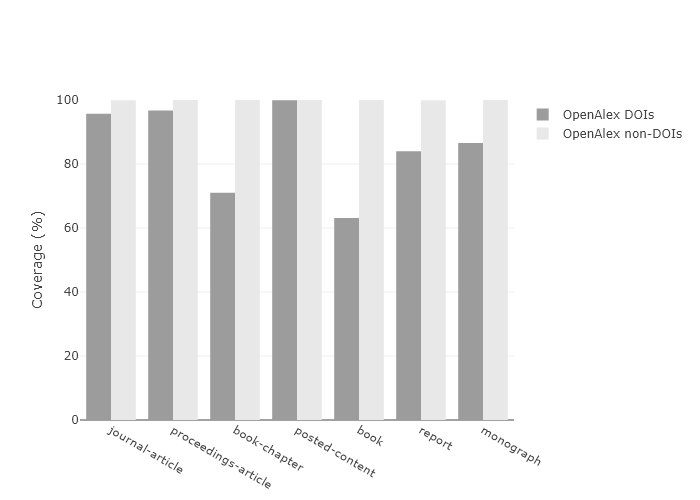 100
80
60
40
20
0
Coverage (%)
journal-article
proceedings-article
book-chapter
posted-content
book
report
monograph
OpenAlex DOIs
OpenAlex non-DOIs